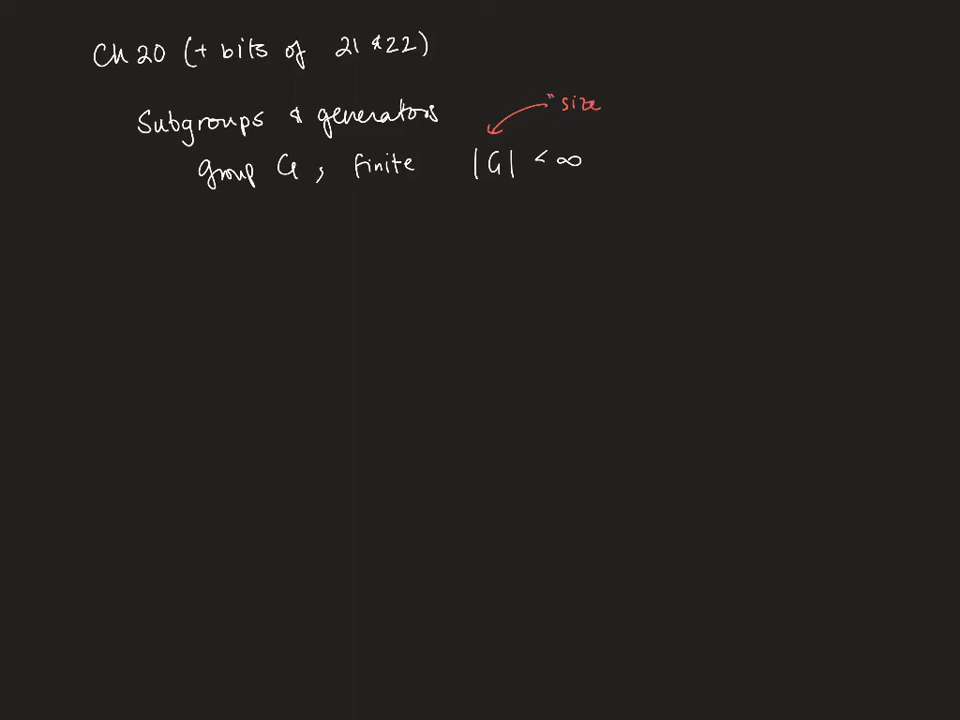 Ch 20 (+ bits of 21 & 22)
Subgroups & generators
"size
group G, finite |G| < ∞